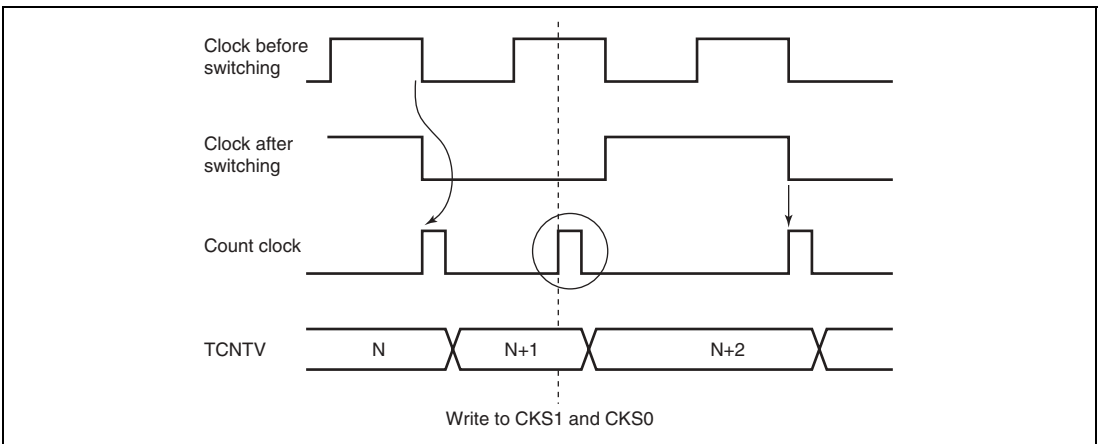 Clock before
switching
Clock after
switching
Count clock
TCNTV
N
N+1
N+2
Write to CKS1 and CKS0